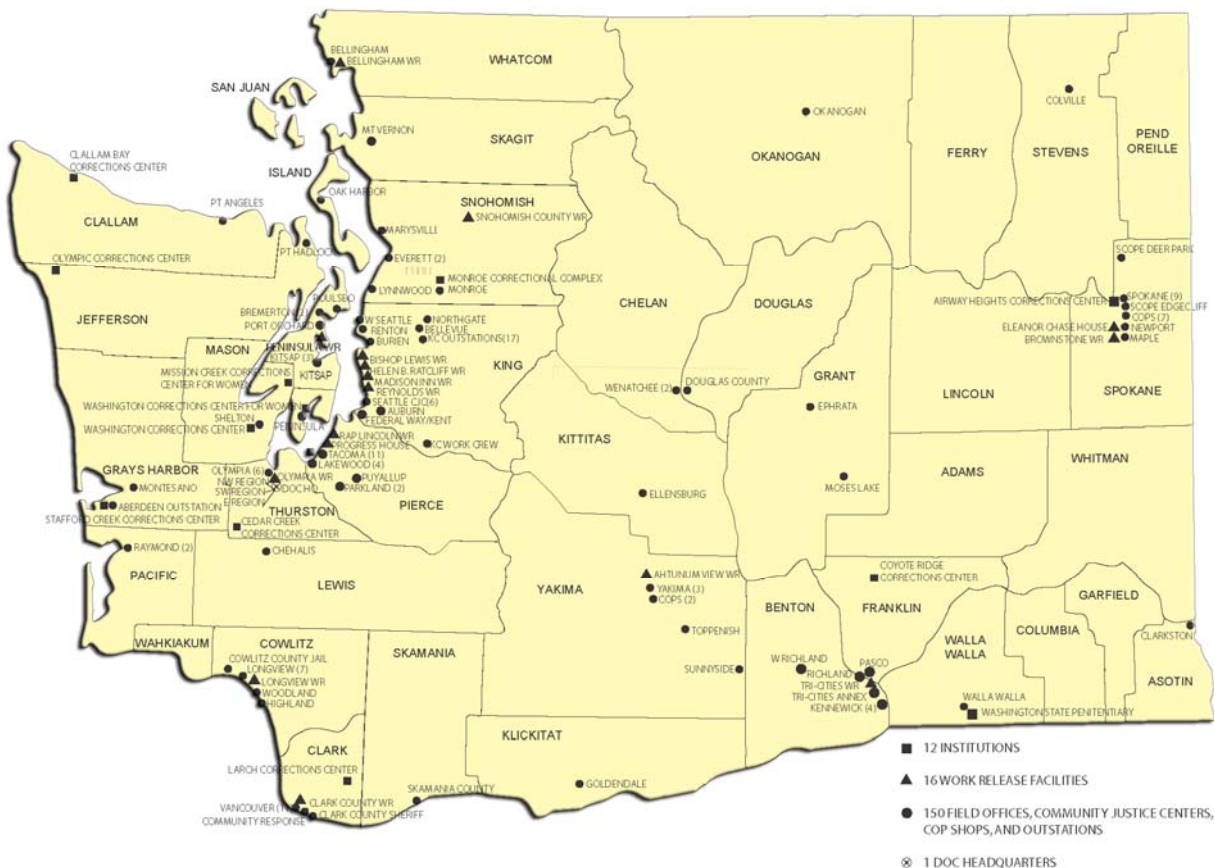 BELLINGHAM
BELLINGHAM WR
WHATCOM
SAN JUAN
OKANOGAN
COLVILLE
MT VERNON
SKAGIT
OKANOGAN
FERRY
STEVENS
PEND
OREILLE
CLALLAM BAY
CORRECTIONS CENTER
ISLAND
OAK HARBOR
SNOHOMISH
SNOHOMISH COUNTY WR
PT ANGELES
CLALLAM
MARYSVILLE
PT HADLOCK
EVERETT (2)
SCOPE DEER PARK
OLYMPIC CORRECTIONS CENTER
MONROE CORRECTIONAL COMPLEX
LYNNWOOD
MONROE
CHELAN
DOUGLAS
AIRWAY HEIGHTS CORRECTIONS CENTER
SPOKANE (9)
SCOPE EDGECLIFF
COPS (7)
ELEANOR CHASE HOUSE
NEWPORT
BROWNSTONE WR
MAPLE
JEFFERSON
POULSBO
BREMERTON
PORT ORCHARD
W SEATTLE
NORTHGATE
RENTON
BELLEVUE
BURIEN
KC OUTSTATIONS (17)
MASON
PENINSULA WR
KITSAP (3)
KITSAP
BISHOP LEWIS WR
HELEN B. RATCLIFF WR
KING
MISSION CREEK CORRECTIONS
CENTER FOR WOMEN
MADISON INN WR
REYNOLDS WR
WENATCHEE (2)
DOUGLAS COUNTY
GRANT
LINCOLN
SPOKANE
WASHINGTON CORRECTIONS CENTER FOR WOMEN
SEATTLE CJC (6)
AUBURN
FEDERAL WAY/KENT
EPHRATA
SHELTON
PENINSULA
WASHINGTON CORRECTIONS CENTER
RAP LINCOLN WR
PROGRESS HOUSE
KC WORK CREW
KITTITAS
TACOMA (11)
LAKEWOOD (4)
WHITMAN
GRAYS HARBOR
OLYMPIA (6)
OLYMPIA WR
NW REGION
SW REGION
E REGION
DOC HQ
PUYALLUP
PARKLAND (2)
ADAMS
MOSES LAKE
MONTESANO
ELLENSBURG
ABERDEEN OUTSTATION
STAFFORD CREEK CORRECTIONS CENTER
THURSTON
PIERCE
CEDAR CREEK
CORRECTIONS CENTER
RAYMOND (2)
CHEHALIS
PACIFIC
LEWIS
YAKIMA
AHTUNUM VIEW WR
YAKIMA (3)
COPS (2)
COYOTE RIDGE
CORRECTIONS CENTER
BENTON
FRANKLIN
GARFIELD
WAHKIAKUM
COWLITZ
SKAMANIA
TOPPENISH
WALLA
WALLA
COLUMBIA
CLARKSTON
COWLITZ COUNTY JAIL
LONGVIEW (7)
LONGVIEW WR
WOODLAND
HIGHLAND
SUNNYSIDE
W RICHLAND
PASCO
RICHLAND
TRI-CITIES WR
TRI-CITIES ANNEX
KENNEWICK (4)
ASOTIN
WALLA WALLA
WASHINGTON STATE PENITENTIARY
KLICKITAT
CLARK
LARCH CORRECTIONS CENTER
GOLDENDALE
SKAMANIA COUNTY
CLARK COUNTY WR
VANCOUVER
CLARK COUNTY SHERIFF
COMMUNITY RESPONSE
12 INSTITUTIONS
16 WORK RELEASE FACILITIES
150 FIELD OFFICES, COMMUNITY JUSTICE CENTERS,
COP SHOPS, AND OUTSTATIONS
1 DOC HEADQUARTERS